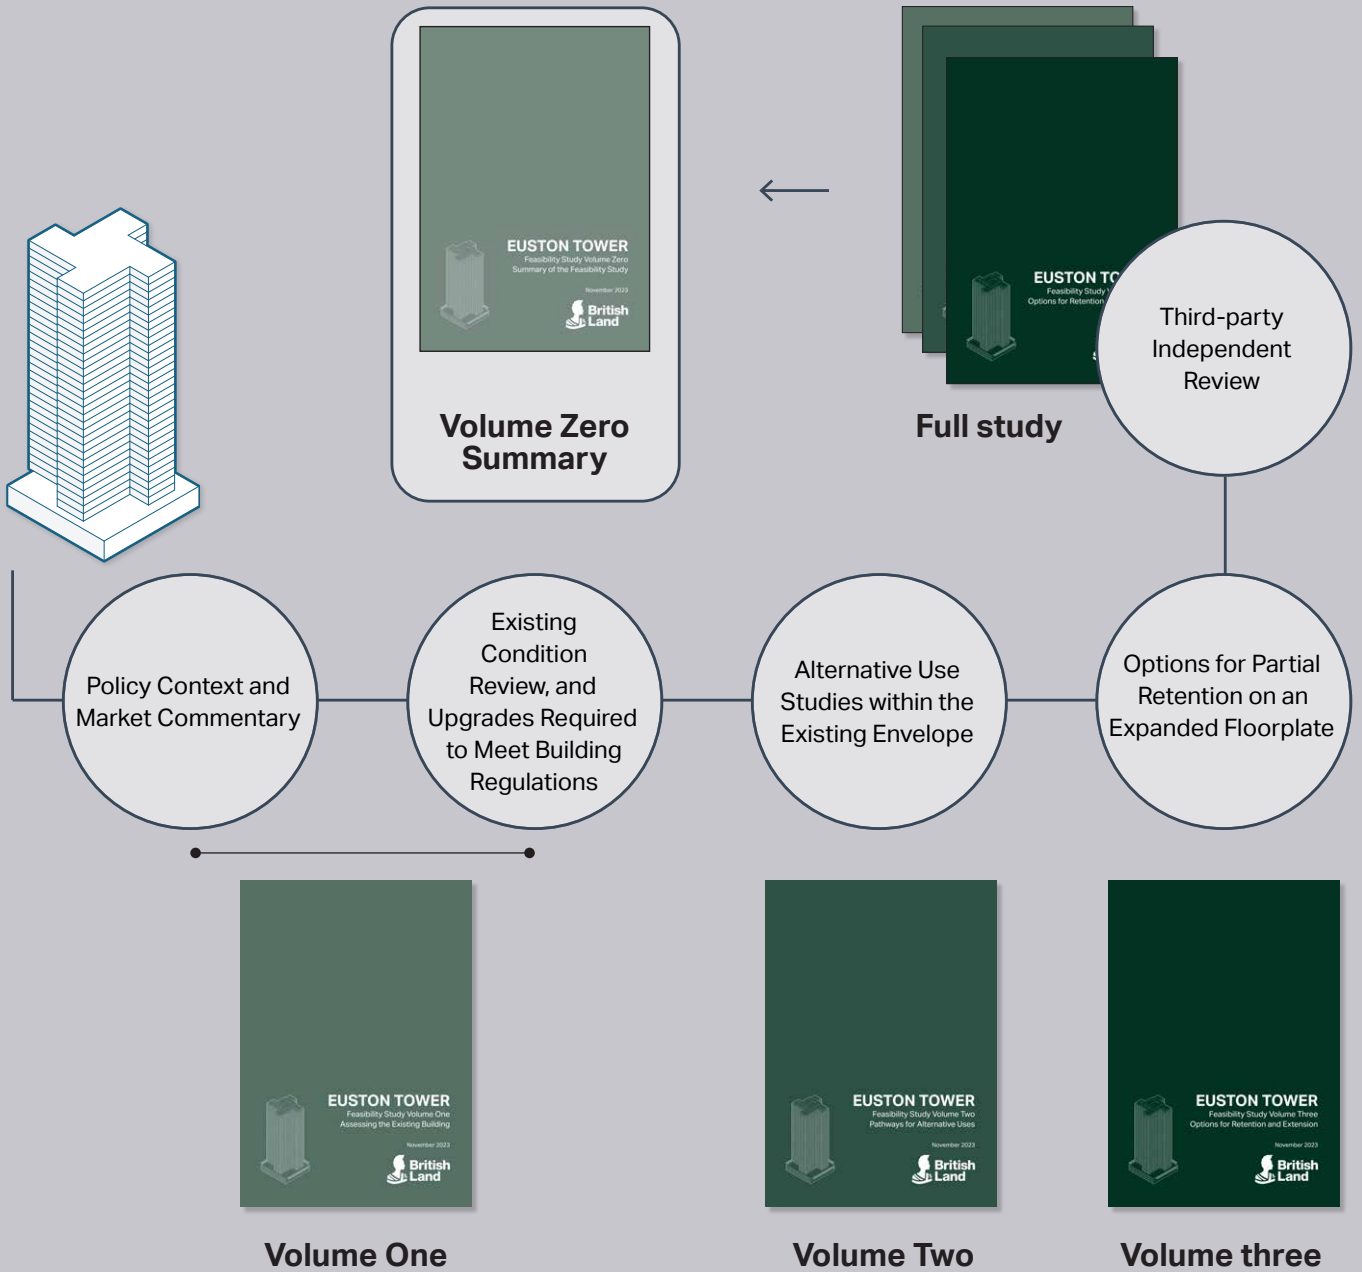 EUSTON TOWER
Feasibility Study Volume Zero
Summary of the Feasibility Study
November 2023
British
Land
Volume Zero
Summary
EUSTON TO
Feasibility Study
Options for Retention
Full study
Third-party
Independent
Review
Policy Context and
Market Commentary
Existing
Condition
Review, and
Upgrades Required
to Meet Building
Regulations
Alternative Use
Studies within the
Existing Envelope
Options for Partial
Retention on an
Expanded Floorplate
EUSTON TOWER
Feasibility Study Volume One
Assessing the Existing Building
November 2023
British
Land
Volume One
EUSTON TOWER
Feasibility Study Volume Two
Pathways for Alternative Uses
November 2023
British
Land
Volume Two
EUSTON TOWER
Feasibility Study Volume Three
Options for Retention and Extension
November 2023
British
Land
Volume three